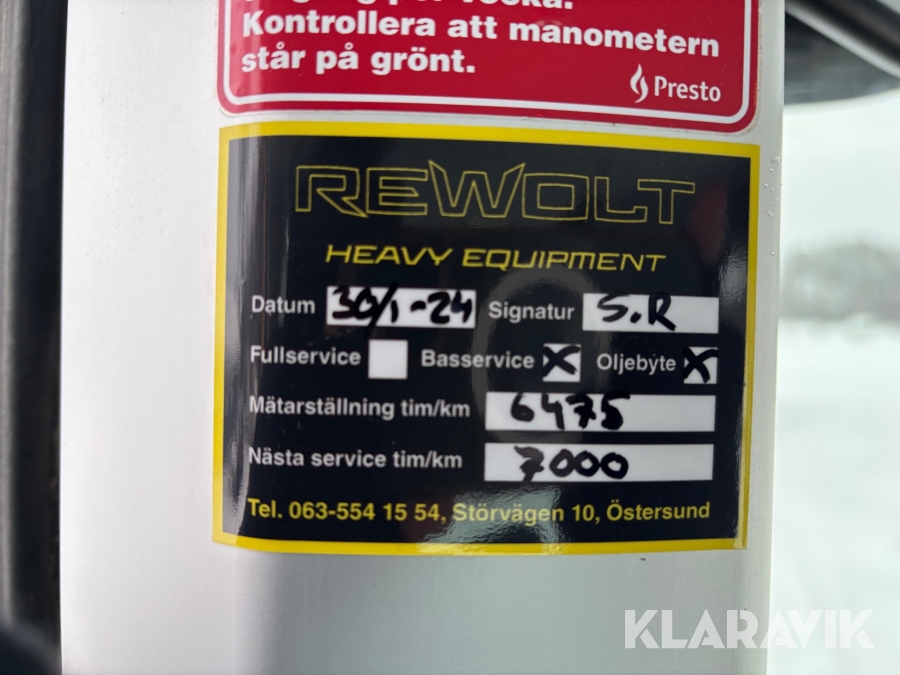 Kontrollera att manometern
står på grönt.
Presto
REWOLT
HEAVY EQUIPMENT
Datum 30/1-24 Signatur S.R
Fullservice Basservice X Oljebyte X
Mätarställning tim/km 6475
Nästa service tim/km 7000
Tel. 063-554 15 54, Störvägen 10, Östersund
KLARAVIK